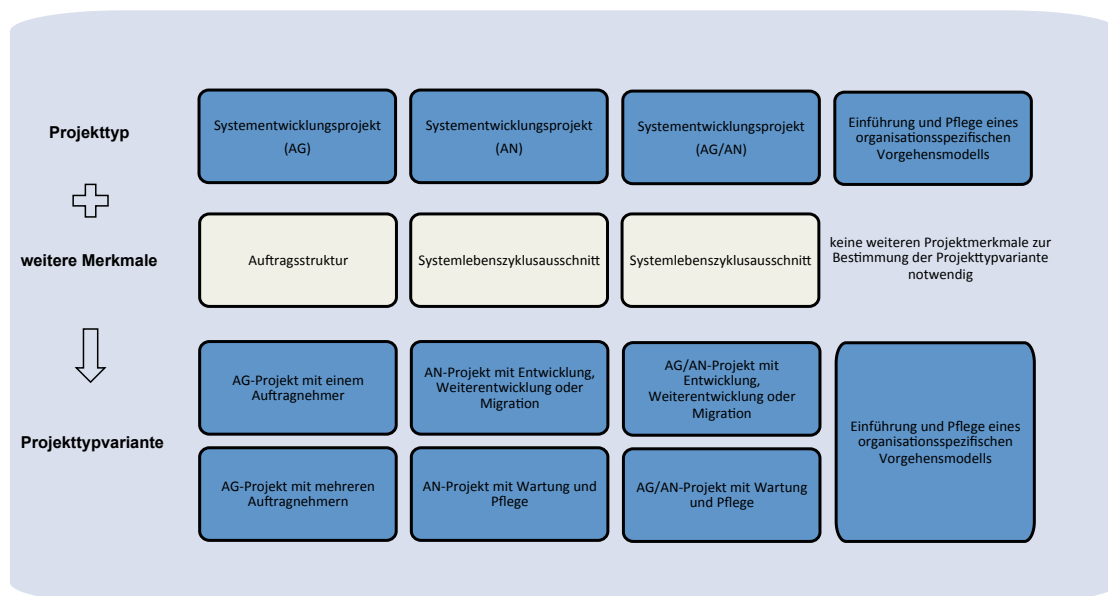 Projekttyp
Systementwicklungsprojekt
(AG)
Systementwicklungsprojekt
(AN)
Systementwicklungsprojekt
(AG/AN)
Einführung und Pflege eines
organisationsspezifischen
Vorgehensmodells
weitere Merkmale
Auftragsstruktur
Systemlebenszyklusausschnitt
Systemlebenszyklusausschnitt
keine weiteren Projektmerkmale zur
Bestimmung der Projekttypvariante
notwendig
Projekttypvariante
AG-Projekt mit einem
Auftragnehmer
AN-Projekt mit Entwicklung,
Weiterentwicklung oder
Migration
AG/AN-Projekt mit
Entwicklung,
Weiterentwicklung oder
Migration
Einführung und Pflege eines
organisationsspezifischen
Vorgehensmodells
AG-Projekt mit mehreren
Auftragnehmern
AN-Projekt mit Wartung und
Pflege
AG/AN-Projekt mit Wartung
und Pflege